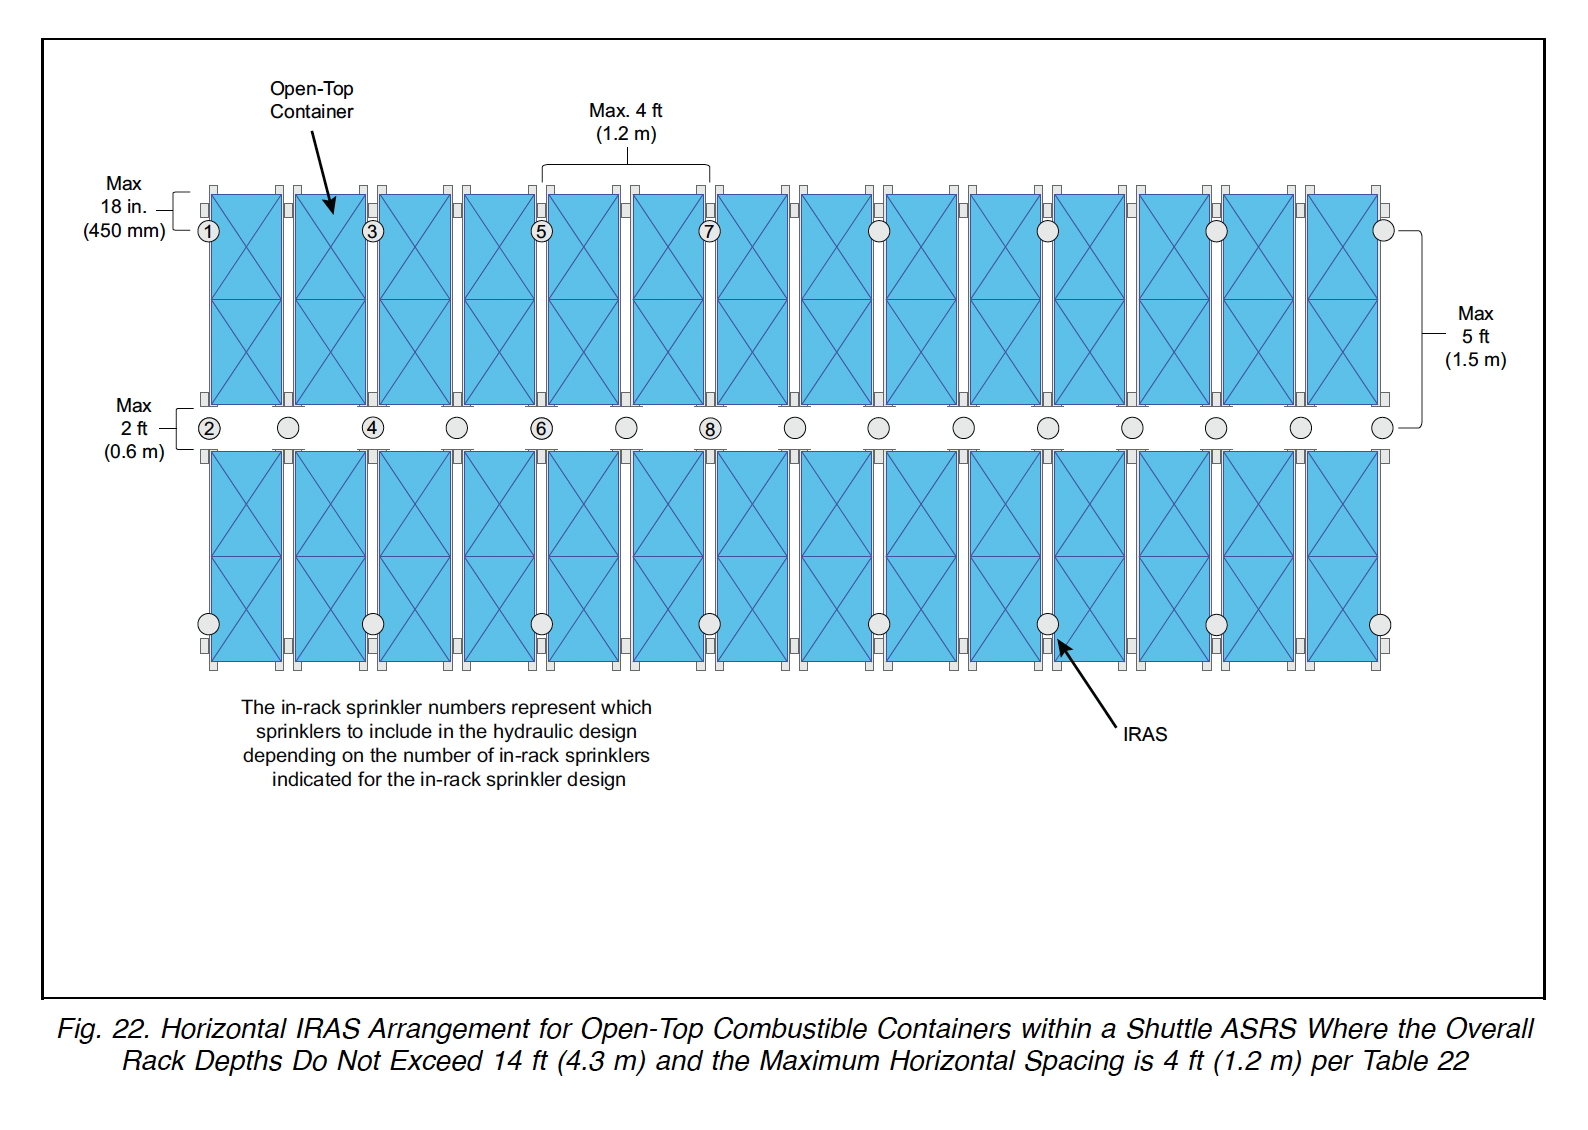 Open-Top
Container
Max. 4 ft
(1.2 m)
Max
18 in.
(450 mm)
1
3
5
7
Max
5 ft
(1.5 m)
Max
2 ft
(0.6 m)
2
4
6
8
The in-rack sprinkler numbers represent which
sprinklers to include in the hydraulic design
depending on the number of in-rack sprinklers
indicated for the in-rack sprinkler design
IRAS
Fig. 22. Horizontal IRAS Arrangement for Open-Top Combustible Containers within a Shuttle ASRS Where the Overall
Rack Depths Do Not Exceed 14 ft (4.3 m) and the Maximum Horizontal Spacing is 4 ft (1.2 m) per Table 22